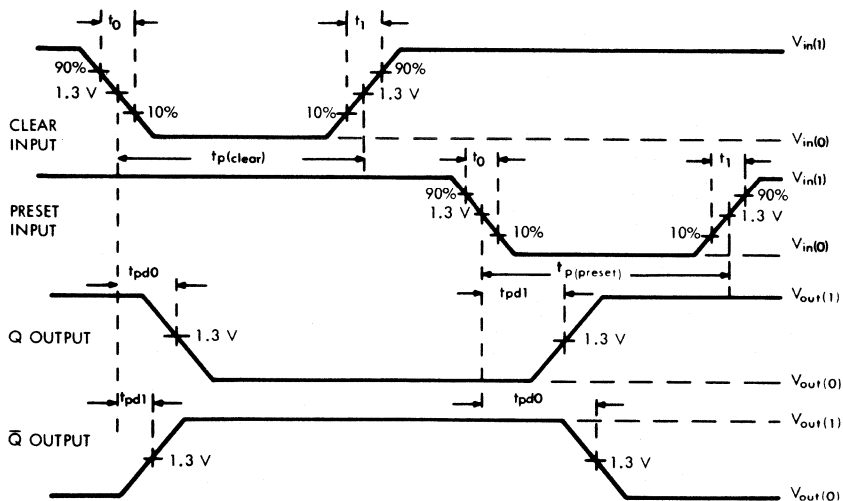 t0 t1
Vin(1)
90% 90%
1.3 V 1.3 V
10% 10%
CLEAR
INPUT
Vin(0)
tp(clear)
t0 t1
Vin(1)
90% 90%
PRESET
INPUT
1.3 V 1.3 V
10% 10%
Vin(0)
tpd0
tp(preset)
tpd1
Vout(1)
Q OUTPUT
1.3 V 1.3 V
Vout(0)
tpd1 tpd0
Vout(1)
Q̅ OUTPUT
1.3 V 1.3 V
Vout(0)